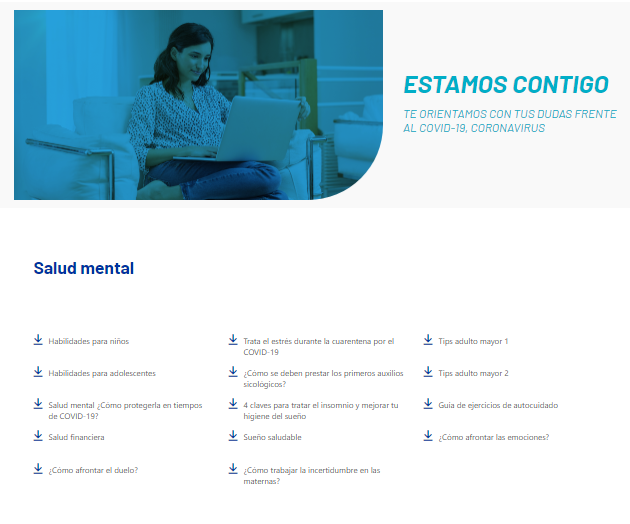 ESTAMOS CONTIGO
TE ORIENTAMOS CON TUS DUDAS FRENTE
AL COVID-19, CORONAVIRUS
Salud mental
Habilidades para niños
Habilidades para adolescentes
Salud mental ¿Cómo protegerla en tiempos
de COVID-19?
Salud financiera
¿Cómo afrontar el duelo?
Trata el estrés durante la cuarentena por el
COVID-19
¿Cómo se deben prestar los primeros auxilios
sicológicos?
4 claves para tratar el insomnio y mejorar tu
higiene del sueño
Sueño saludable
¿Cómo trabajar la incertidumbre en las
maternas?
Tips adulto mayor 1
Tips adulto mayor 2
Guía de ejercicios de autocuidado
¿Cómo afrontar las emociones?